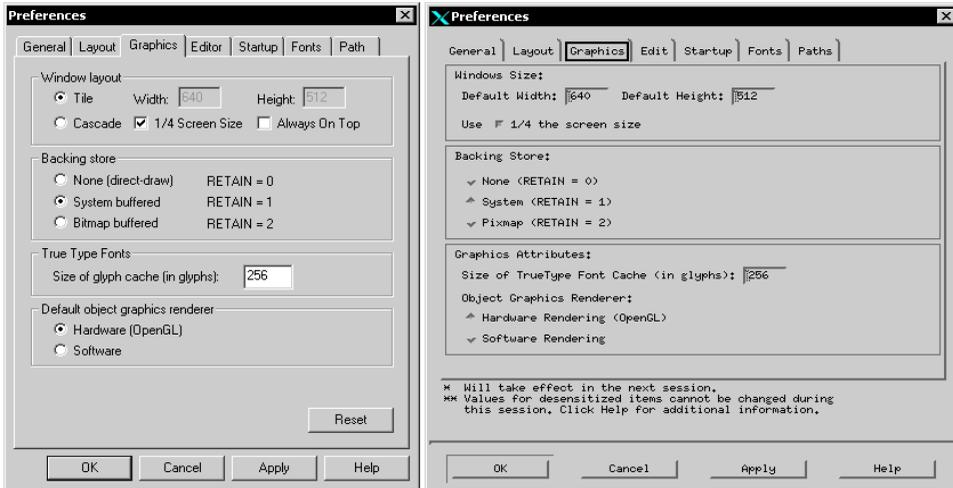 Preferences
General Layout Graphics Editor Startup Fonts Path
Window layout
Tile Width: 640 Height: 512
Cascade 1/4 Screen Size Always On Top
Backing store
None (direct-draw) RETAIN = 0
System buffered RETAIN = 1
Bitmap buffered RETAIN = 2
True Type Fonts
Size of glyph cache (in glyphs): 256
Default object graphics renderer
Hardware (OpenGL)
Software
Reset
OK Cancel Apply Help
Preferences
General Layout Graphics Edit Startup Fonts Paths
Windows Size:
Default Width: 640 Default Height: 512
Use 1/4 the screen size
Backing Store:
None (RETAIN = 0)
System (RETAIN = 1)
Pixmap (RETAIN = 2)
Graphics Attributes:
Size of TrueType Font Cache (in glyphs): 256
Object Graphics Renderer:
Hardware Rendering (OpenGL)
Software Rendering
* Will take effect in the next session.
** Values for desensitized items cannot be changed during
this session. Click Help for additional information.
OK Cancel Apply Help